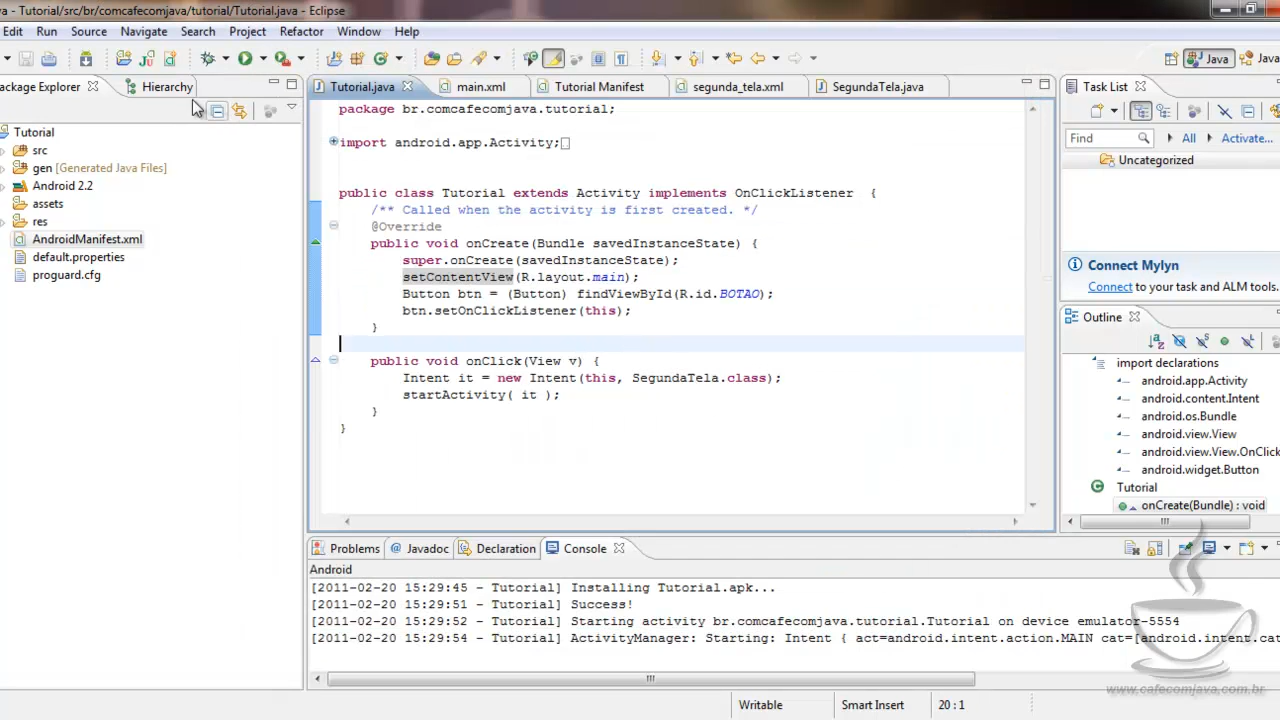 va - Tutorial/src/br/comcafecomjava/tutorial/Tutorial.java - Eclipse
Edit Run Source Navigate Search Project Refactor Window Help
Java Java
Package Explorer Hierarchy
Tutorial
src
gen [Generated Java Files]
Android 2.2
assets
res
AndroidManifest.xml
default.properties
proguard.cfg
Tutorial.java main.xml Tutorial Manifest segunda_tela.xml SegundaTela.java
package br.comcafecomjava.tutorial;
import android.app.Activity;
public class Tutorial extends Activity implements OnClickListener {
/** Called when the activity is first created. */
@Override
public void onCreate(Bundle savedInstanceState) {
super.onCreate(savedInstanceState);
setContentView(R.layout.main);
Button btn = (Button) findViewById(R.id.BOTAO);
btn.setOnClickListener(this);
}
public void onClick(View v) {
Intent it = new Intent(this, SegundaTela.class);
startActivity( it );
}
}
Task List
Find All Activate...
Uncategorized
Connect Mylyn
Connect to your task and ALM tools.
Outline
import declarations
android.app.Activity
android.content.Intent
android.os.Bundle
android.view.View
android.view.View.OnClick
android.widget.Button
Tutorial
onCreate(Bundle) : void
Problems @ Javadoc Declaration Console
Android
[2011-02-20 15:29:45 - Tutorial] Installing Tutorial.apk...
[2011-02-20 15:29:51 - Tutorial] Success!
[2011-02-20 15:29:52 - Tutorial] Starting activity br.comcafecomjava.tutorial.Tutorial on device emulator-5554
[2011-02-20 15:29:54 - Tutorial] ActivityManager: Starting: Intent { act=android.intent.action.MAIN cat=[android.intent.cat
www.cafecomjava.com.br
Writable Smart Insert 20 : 1